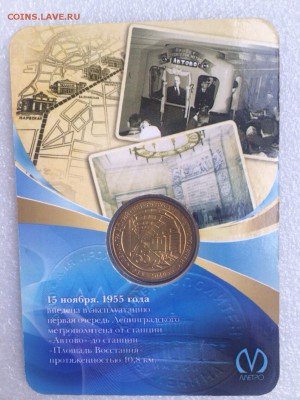 COINS.LAVE.RU
НАРВСКАЯ
АВТОВО
15 ноября, 1955 года
введена в эксплуатацию
первая очередь Ленинградского
метрополитена от станции
«Автово» до станции
«Площадь Восстания»
протяженностью 10,8 км
МЕТРО